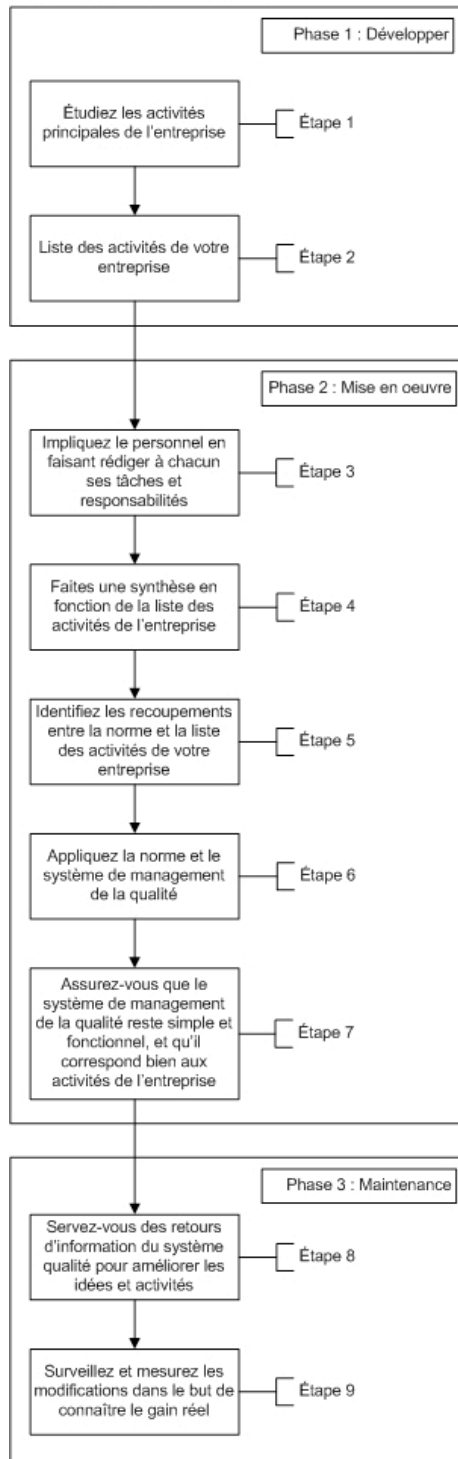 Phase 1 : Développer
Étudiez les activités
principales de l'entreprise
Étape 1
Liste des activités de votre
entreprise
Étape 2
Phase 2 : Mise en oeuvre
Impliquez le personnel en
faisant rédiger à chacun
ses tâches et
responsabilités
Étape 3
Faites une synthèse en
fonction de la liste des
activités de l'entreprise
Étape 4
Identifiez les recoupements
entre la norme et la liste
des activités de votre
entreprise
Étape 5
Appliquez la norme et le
système de management
de la qualité
Étape 6
Assurez-vous que le
système de management
de la qualité reste simple et
fonctionnel, et qu'il
correspond bien aux
activités de l'entreprise
Étape 7
Phase 3 : Maintenance
Servez-vous des retours
d'information du système
qualité pour améliorer les
idées et activités
Étape 8
Surveillez et mesurez les
modifications dans le but de
connaître le gain réel
Étape 9